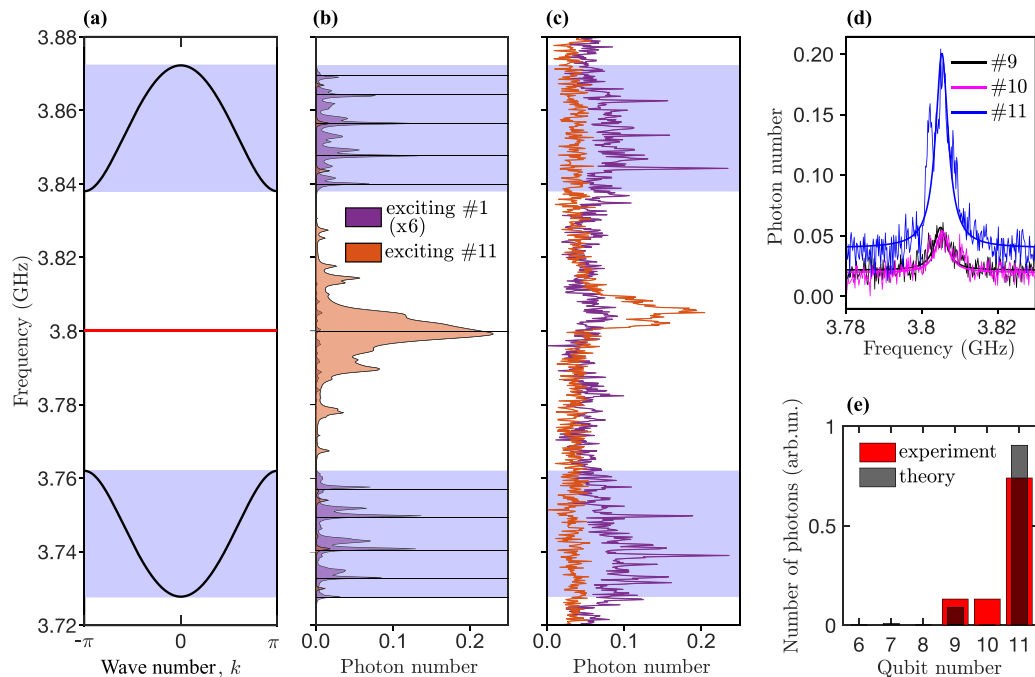 (a)
(b)
(c)
(d)
3.88
3.86
3.84
3.82
3.8
3.78
3.76
3.74
3.72
Frequency (GHz)
-π 0 π
Wave number, k
exciting #1
(x6)
exciting #11
0.0 0.1 0.2
Photon number
0.0 0.1 0.2
Photon number
0.20
0.15
0.10
0.05
0.00
Photon number
#9
#10
#11
3.78 3.8 3.82
Frequency (GHz)
(e)
1
0.5
0
Number of photons (arb.un.)
experiment
theory
6 7 8 9 10 11
Qubit number